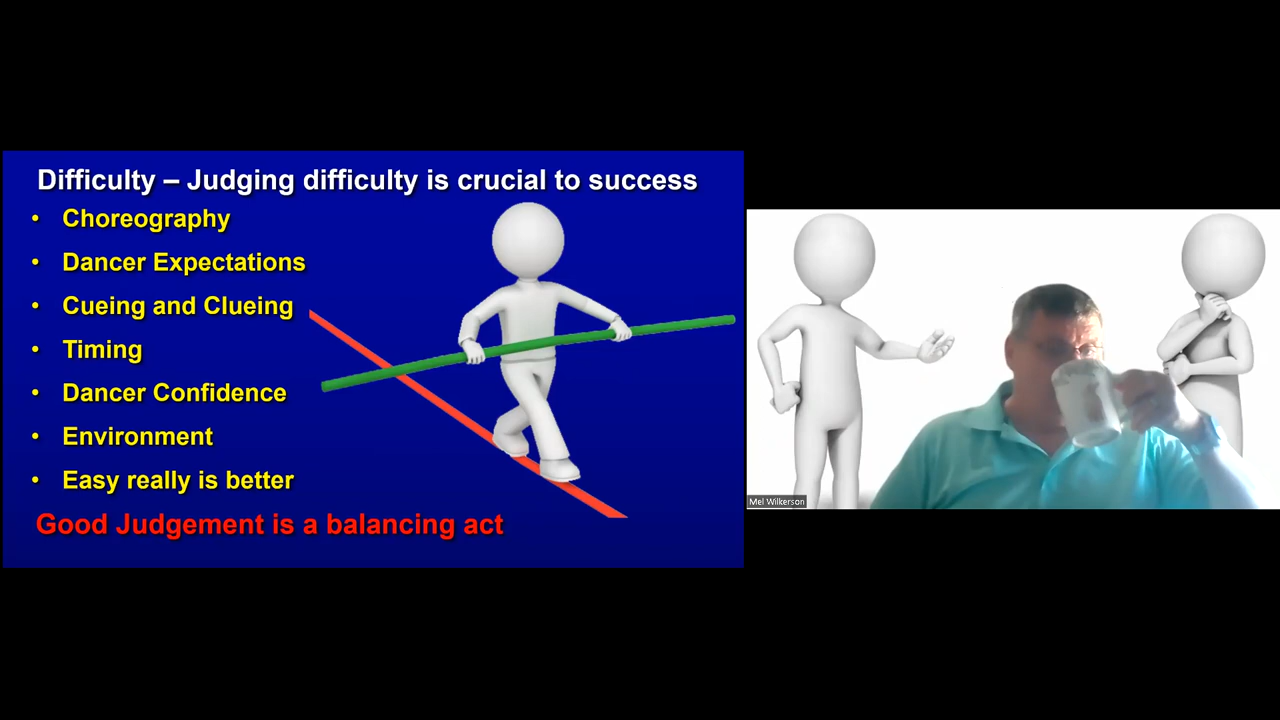 Difficulty – Judging difficulty is crucial to success
• Choreography
• Dancer Expectations
• Cueing and Clueing
• Timing
• Dancer Confidence
• Environment
• Easy really is better
Good Judgement is a balancing act
Mel Wilkerson